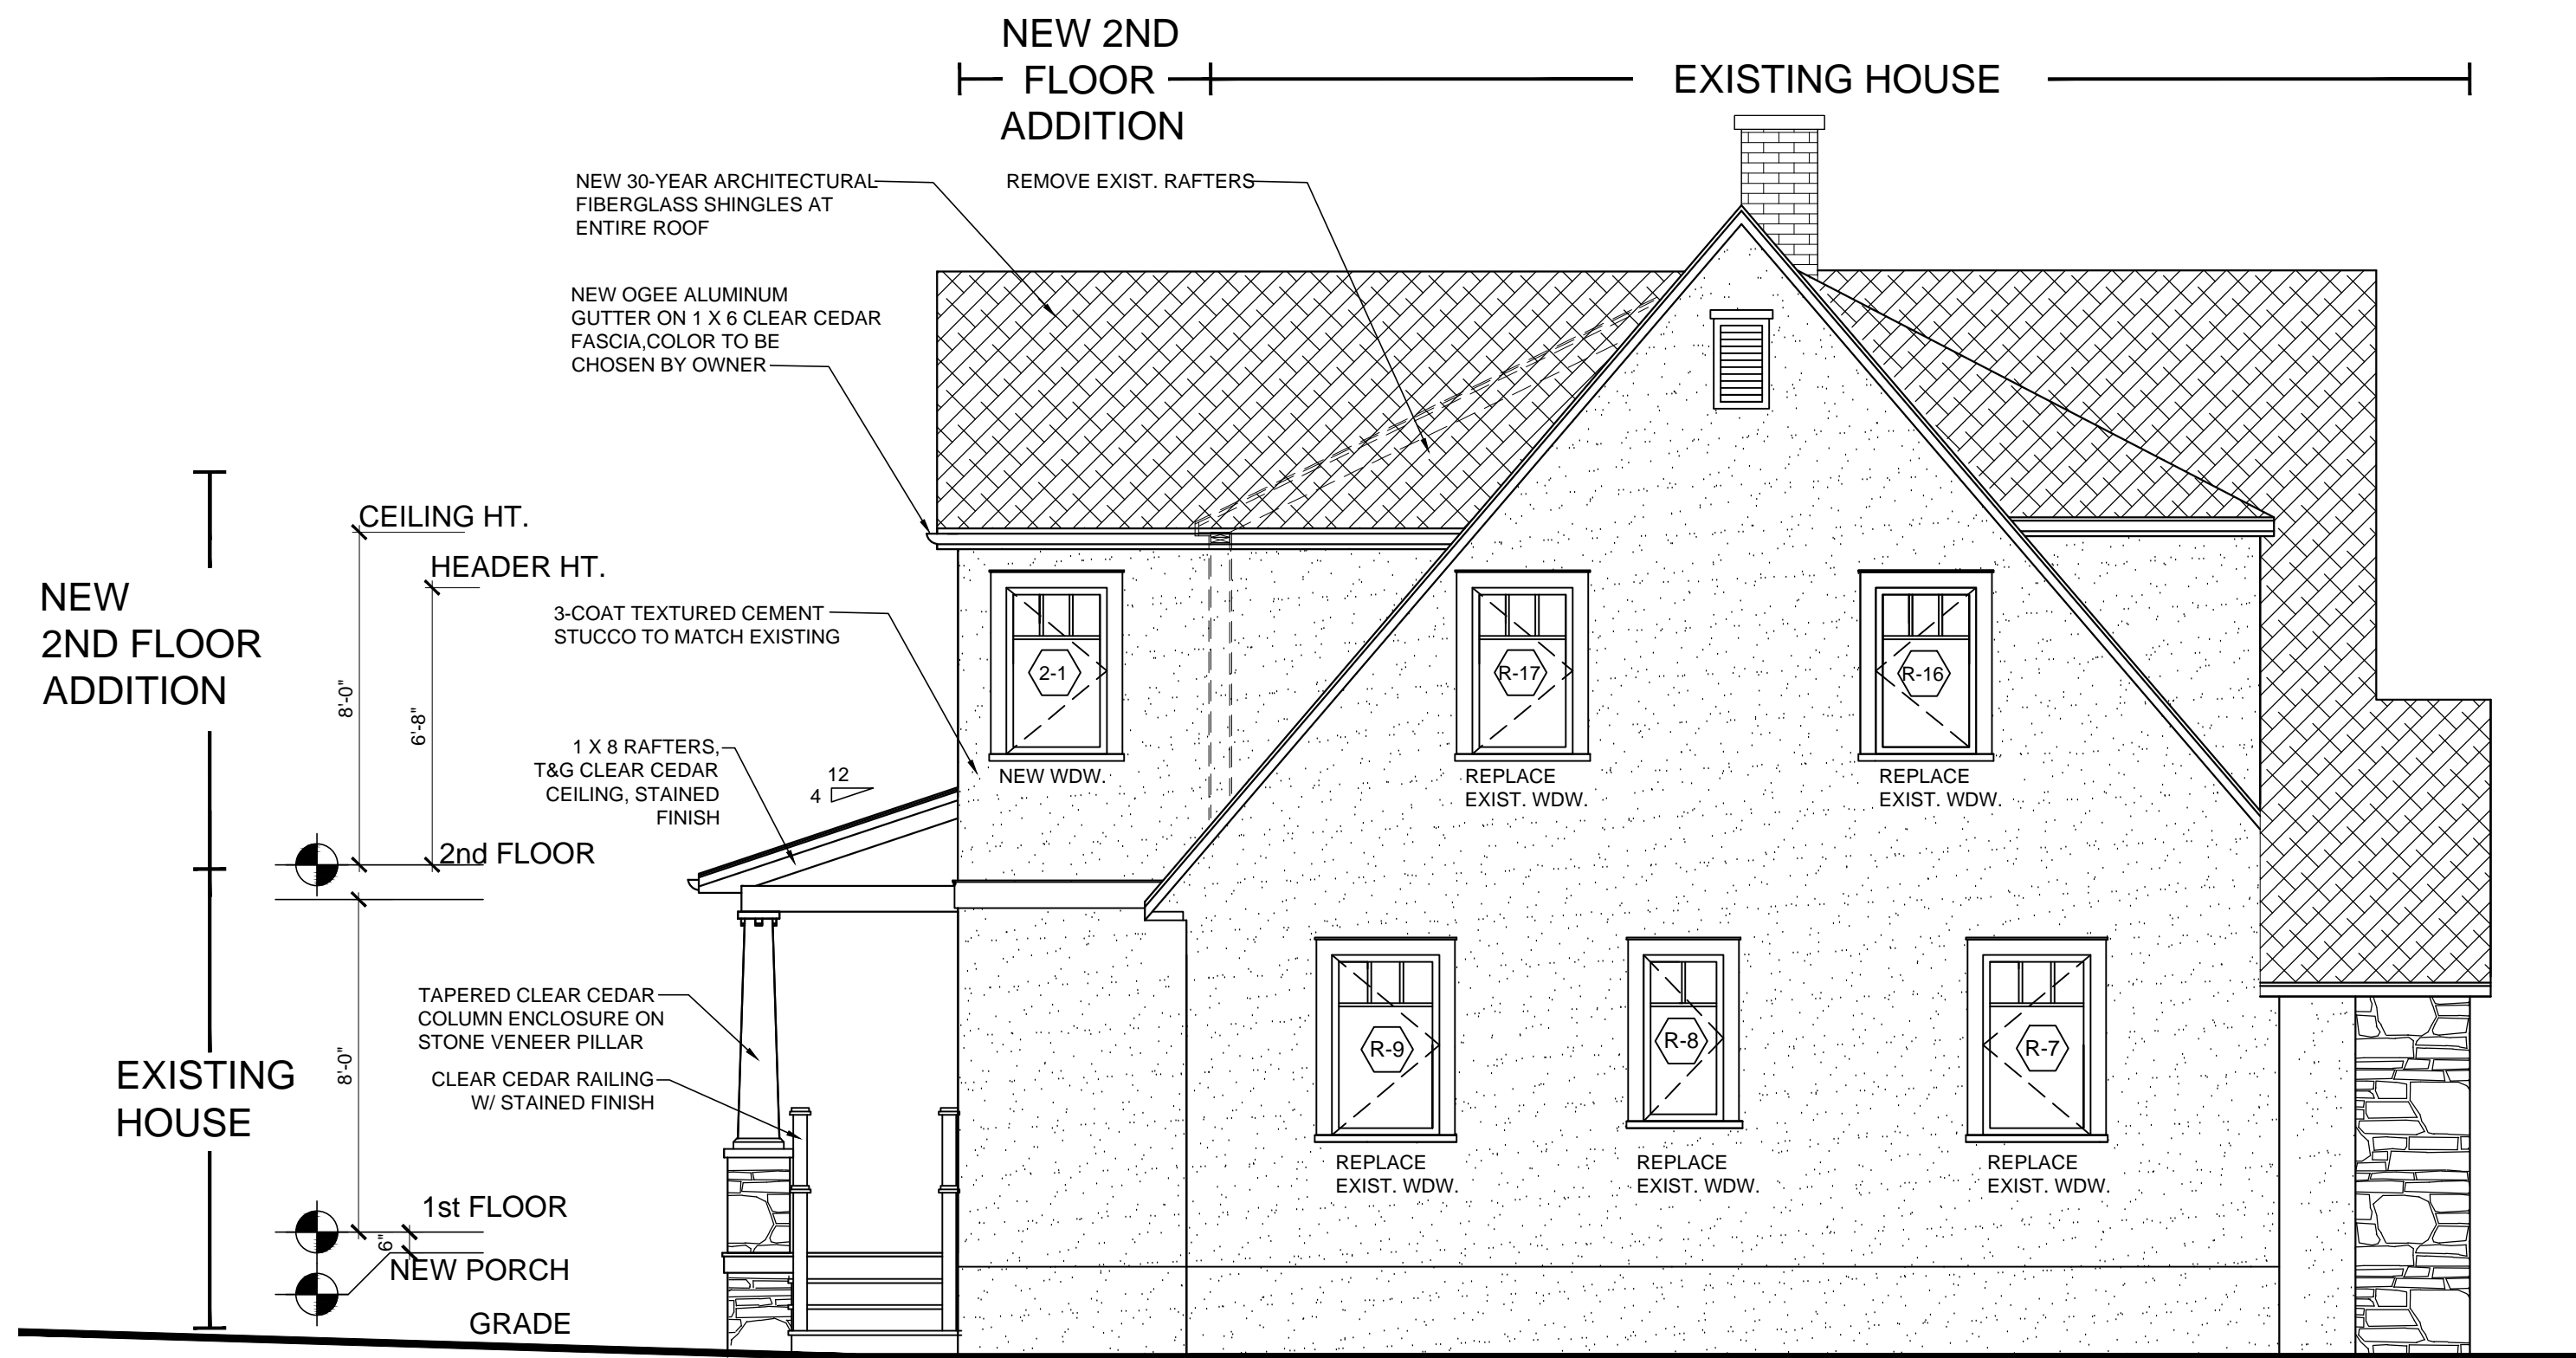 NEW 2ND
FLOOR
ADDITION
EXISTING HOUSE
NEW 30-YEAR ARCHITECTURAL
FIBERGLASS SHINGLES AT
ENTIRE ROOF
REMOVE EXIST. RAFTERS
NEW OGEE ALUMINUM
GUTTER ON 1 X 6 CLEAR CEDAR
FASCIA,COLOR TO BE
CHOSEN BY OWNER
CEILING HT.
HEADER HT.
NEW
2ND FLOOR
ADDITION
8'-0"
6'-8"
3-COAT TEXTURED CEMENT
STUCCO TO MATCH EXISTING
2-1
NEW WDW.
R-17
REPLACE
EXIST. WDW.
R-16
REPLACE
EXIST. WDW.
1 X 8 RAFTERS,
T&G CLEAR CEDAR
CEILING, STAINED
FINISH
12
4
2nd FLOOR
TAPERED CLEAR CEDAR
COLUMN ENCLOSURE ON
STONE VENEER PILLAR
CLEAR CEDAR RAILING
W/ STAINED FINISH
EXISTING
HOUSE
8'-0"
R-9
REPLACE
EXIST. WDW.
R-8
REPLACE
EXIST. WDW.
R-7
REPLACE
EXIST. WDW.
1st FLOOR
6"
NEW PORCH
GRADE